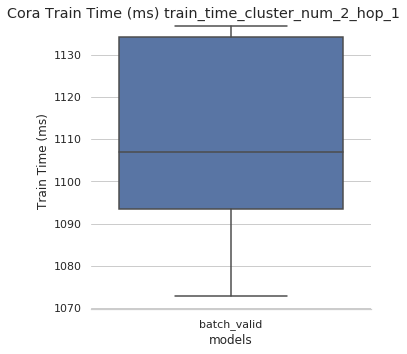 Cora Train Time (ms) train_time_cluster_num_2_hop_1
Train Time (ms)
1130
1120
1110
1100
1090
1080
1070
batch_valid
models